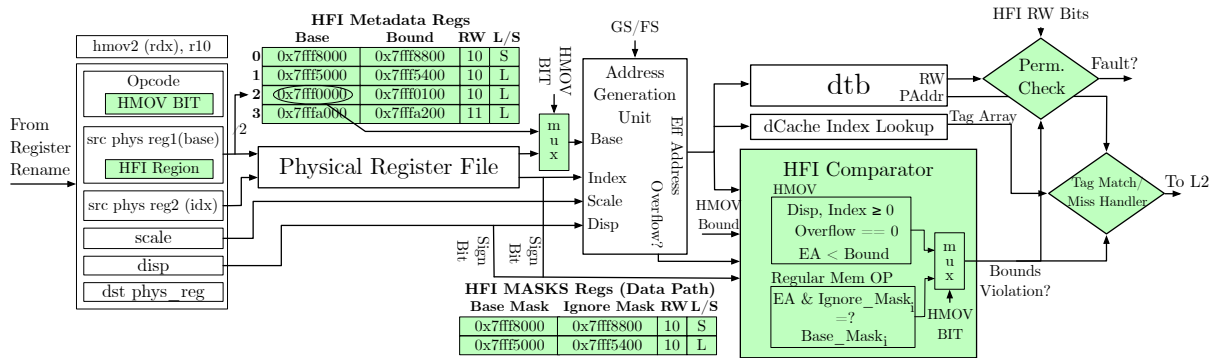 HFI Metadata Regs
Base Bound RW L/S
0 0x7fff8000 0x7fff8800 10 S
1 0x7fff5000 0x7fff5400 10 L
2 0x7fff0000 0x7fff0100 10 L
3 0x7fffa000 0x7fffa200 11 L
hmov2 (rdx), r10
Opcode
HMOV BIT
src phys reg1(base)
HFI Region
src phys reg2 (idx)
scale
disp
dst phys_reg
From
Register
Rename
/2
Physical Register File
HMOV
BIT
mux
GS/FS
Address
Generation
Unit
Base
Index
Scale
Disp
Eff Address
Overflow?
Sign
Bit
Sign
Bit
HFI MASKS Regs (Data Path)
Base Mask Ignore Mask RW L/S
0x7fff8000 0x7fff8800 10 S
0x7fff5000 0x7fff5400 10 L
dtb
RW
PAddr
dCache Index Lookup
Tag Array
HFI RW Bits
Perm.
Check
Fault?
HMOV
Bound
HFI Comparator
HMOV
Disp, Index ≥ 0
Overflow == 0
EA < Bound
Regular Mem OP
EA & Ignore_Maskᵢ
=?
Base_Maskᵢ
mux
HMOV
BIT
Bounds
Violation?
Tag Match/
Miss Handler
To L2